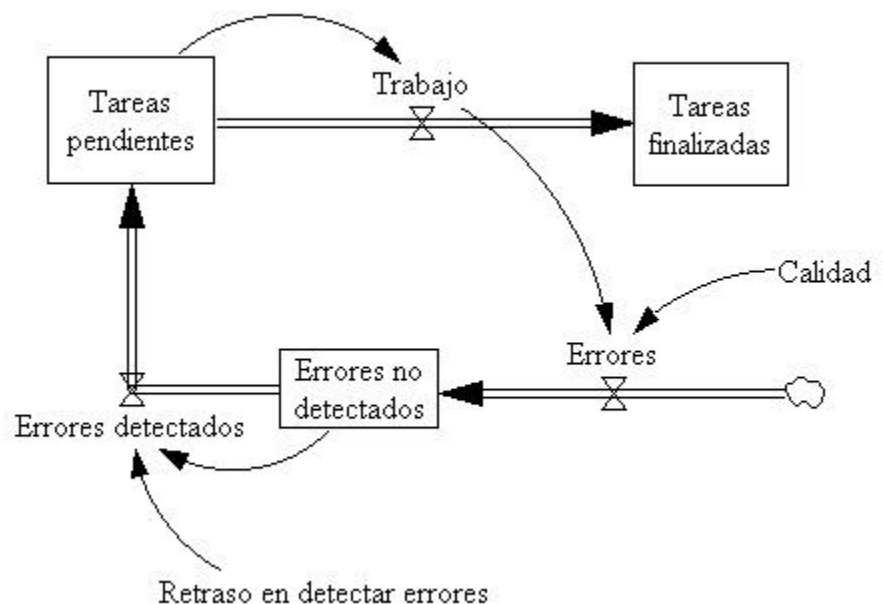 Trabajo
Tareas
pendientes
Tareas
finalizadas
Calidad
Errores
Errores no
detectados
Errores detectados
Retraso en detectar errores